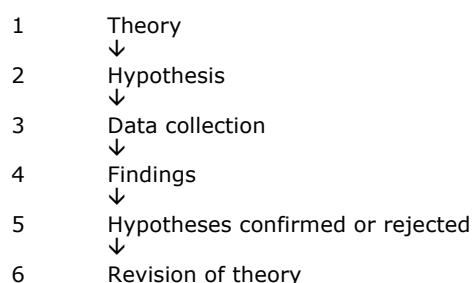 1 Theory
↓
2 Hypothesis
↓
3 Data collection
↓
4 Findings
↓
5 Hypotheses confirmed or rejected
↓
6 Revision of theory